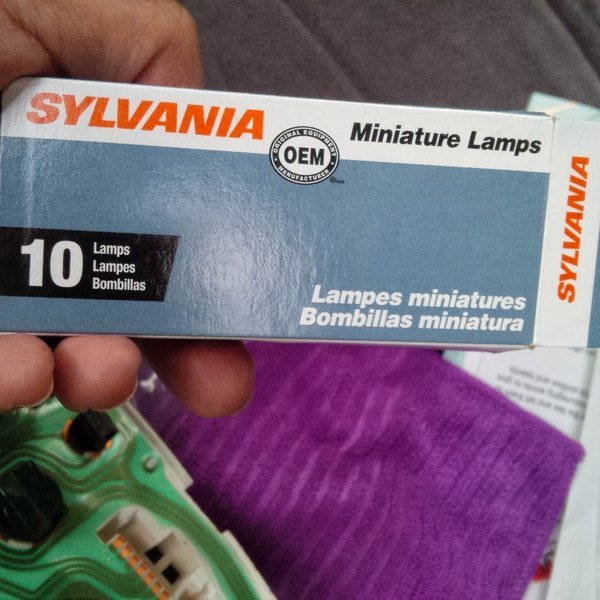 SYLVANIA
ORIGINAL EQUIPMENT
OEM
MANUFACTURER
Miniature Lamps
10
Lamps
Lampes
Bombillas
Lampes miniatures
Bombillas miniatura
SYLVANIA